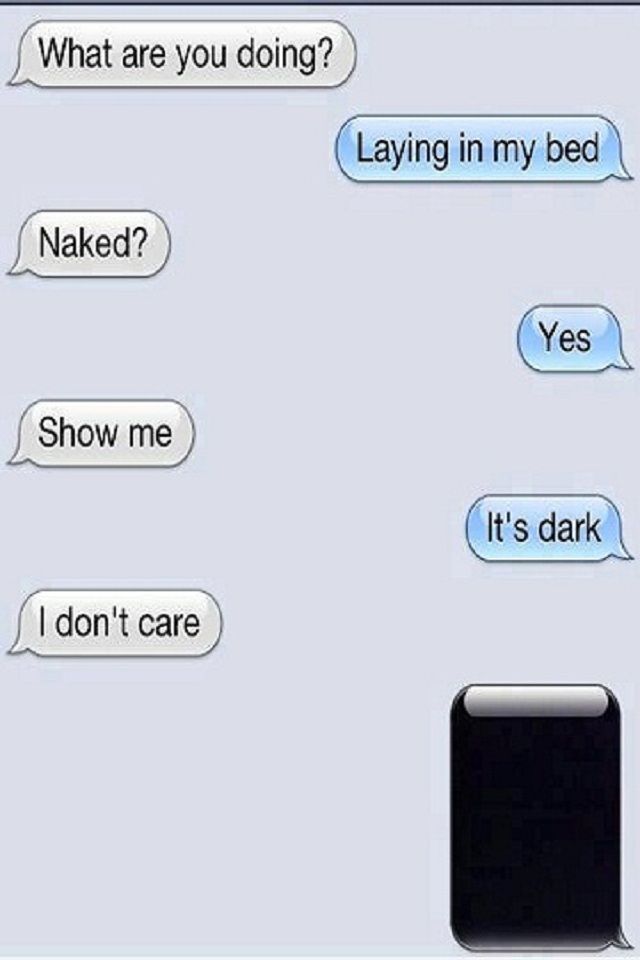 What are you doing?
Laying in my bed
Naked?
Yes
Show me
It's dark
I don't care